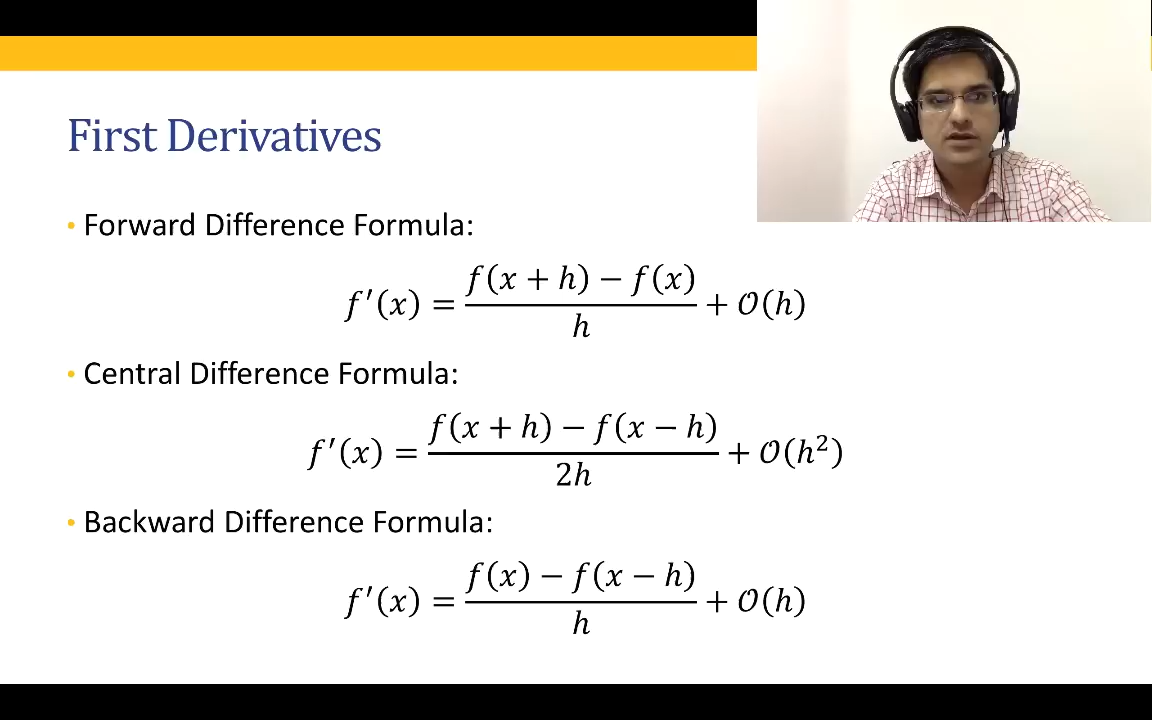 First Derivatives
• Forward Difference Formula:
f′(x) = (f(x + h) − f(x))/h + 𝒪(h)
• Central Difference Formula:
f′(x) = (f(x + h) − f(x − h))/2h + 𝒪(h²)
• Backward Difference Formula:
f′(x) = (f(x) − f(x − h))/h + 𝒪(h)